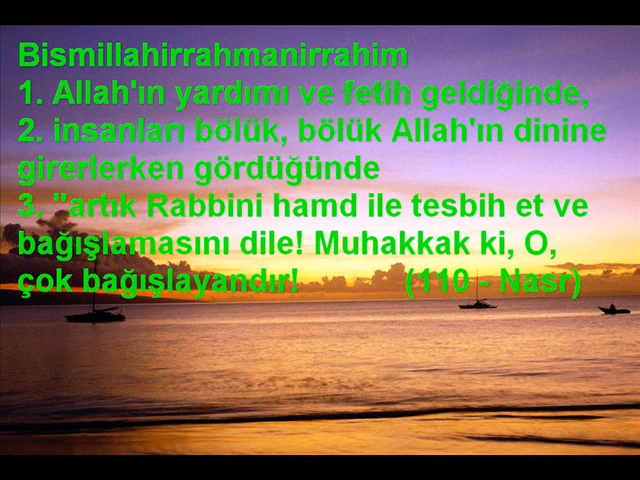 Bismillahirrahmanirrahim
1. Allah'ın yardımı ve fetih geldiğinde,
2. insanları bölük, bölük Allah'ın dinine
girerlerken gördüğünde
3. "artık Rabbini hamd ile tesbih et ve
bağışlamasını dile! Muhakkak ki, O,
çok bağışlayandır! (110 - Nasr)